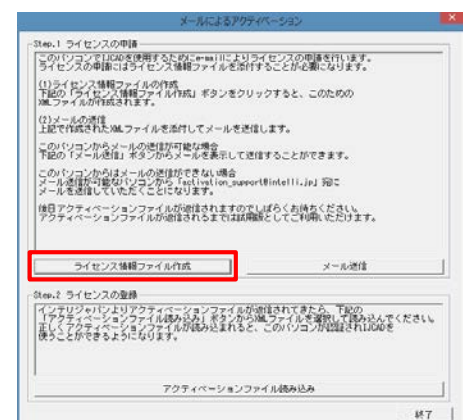 メールによるアクティベーション
Step.1 ライセンスの申請
このパソコンでIJCADを使用するためにe-mailによりライセンスの申請を行います。
ライセンスの申請にはライセンス情報ファイルを添付することが必要になります。
(1)ライセンス情報ファイルの作成
下記の「ライセンス情報ファイル作成」ボタンをクリックすると、このための
XMLファイルが作成されます。
(2)メールの送信
上記で作成されたXMLファイルを添付してメールを送信します。
このパソコンからメールの送信が可能な場合
下記の「メール送信」ボタンからメールを表示して送信することができます。
このパソコンからはメールの送信ができない場合
メール送信が可能なパソコンから「activation_support@intelli.jp」宛に
メールを送信していただくことになります。
後日アクティベーションファイルが返信されますのでしばらくお待ちください。
アクティベーションファイルが返信されるまでは試用版としてご利用いただけます。
ライセンス情報ファイル作成
メール送信
Step.2 ライセンスの登録
インテリジャパンよりアクティベーションファイルが返信されてきたら、下記の
「アクティベーションファイル読み込み」ボタンからXMLファイルを選択して読み込んでください。
正しくアクティベーションファイルが読み込まれると、このパソコンが認証されIJCADを
使うことができるようになります。
アクティベーションファイル読み込み
終了